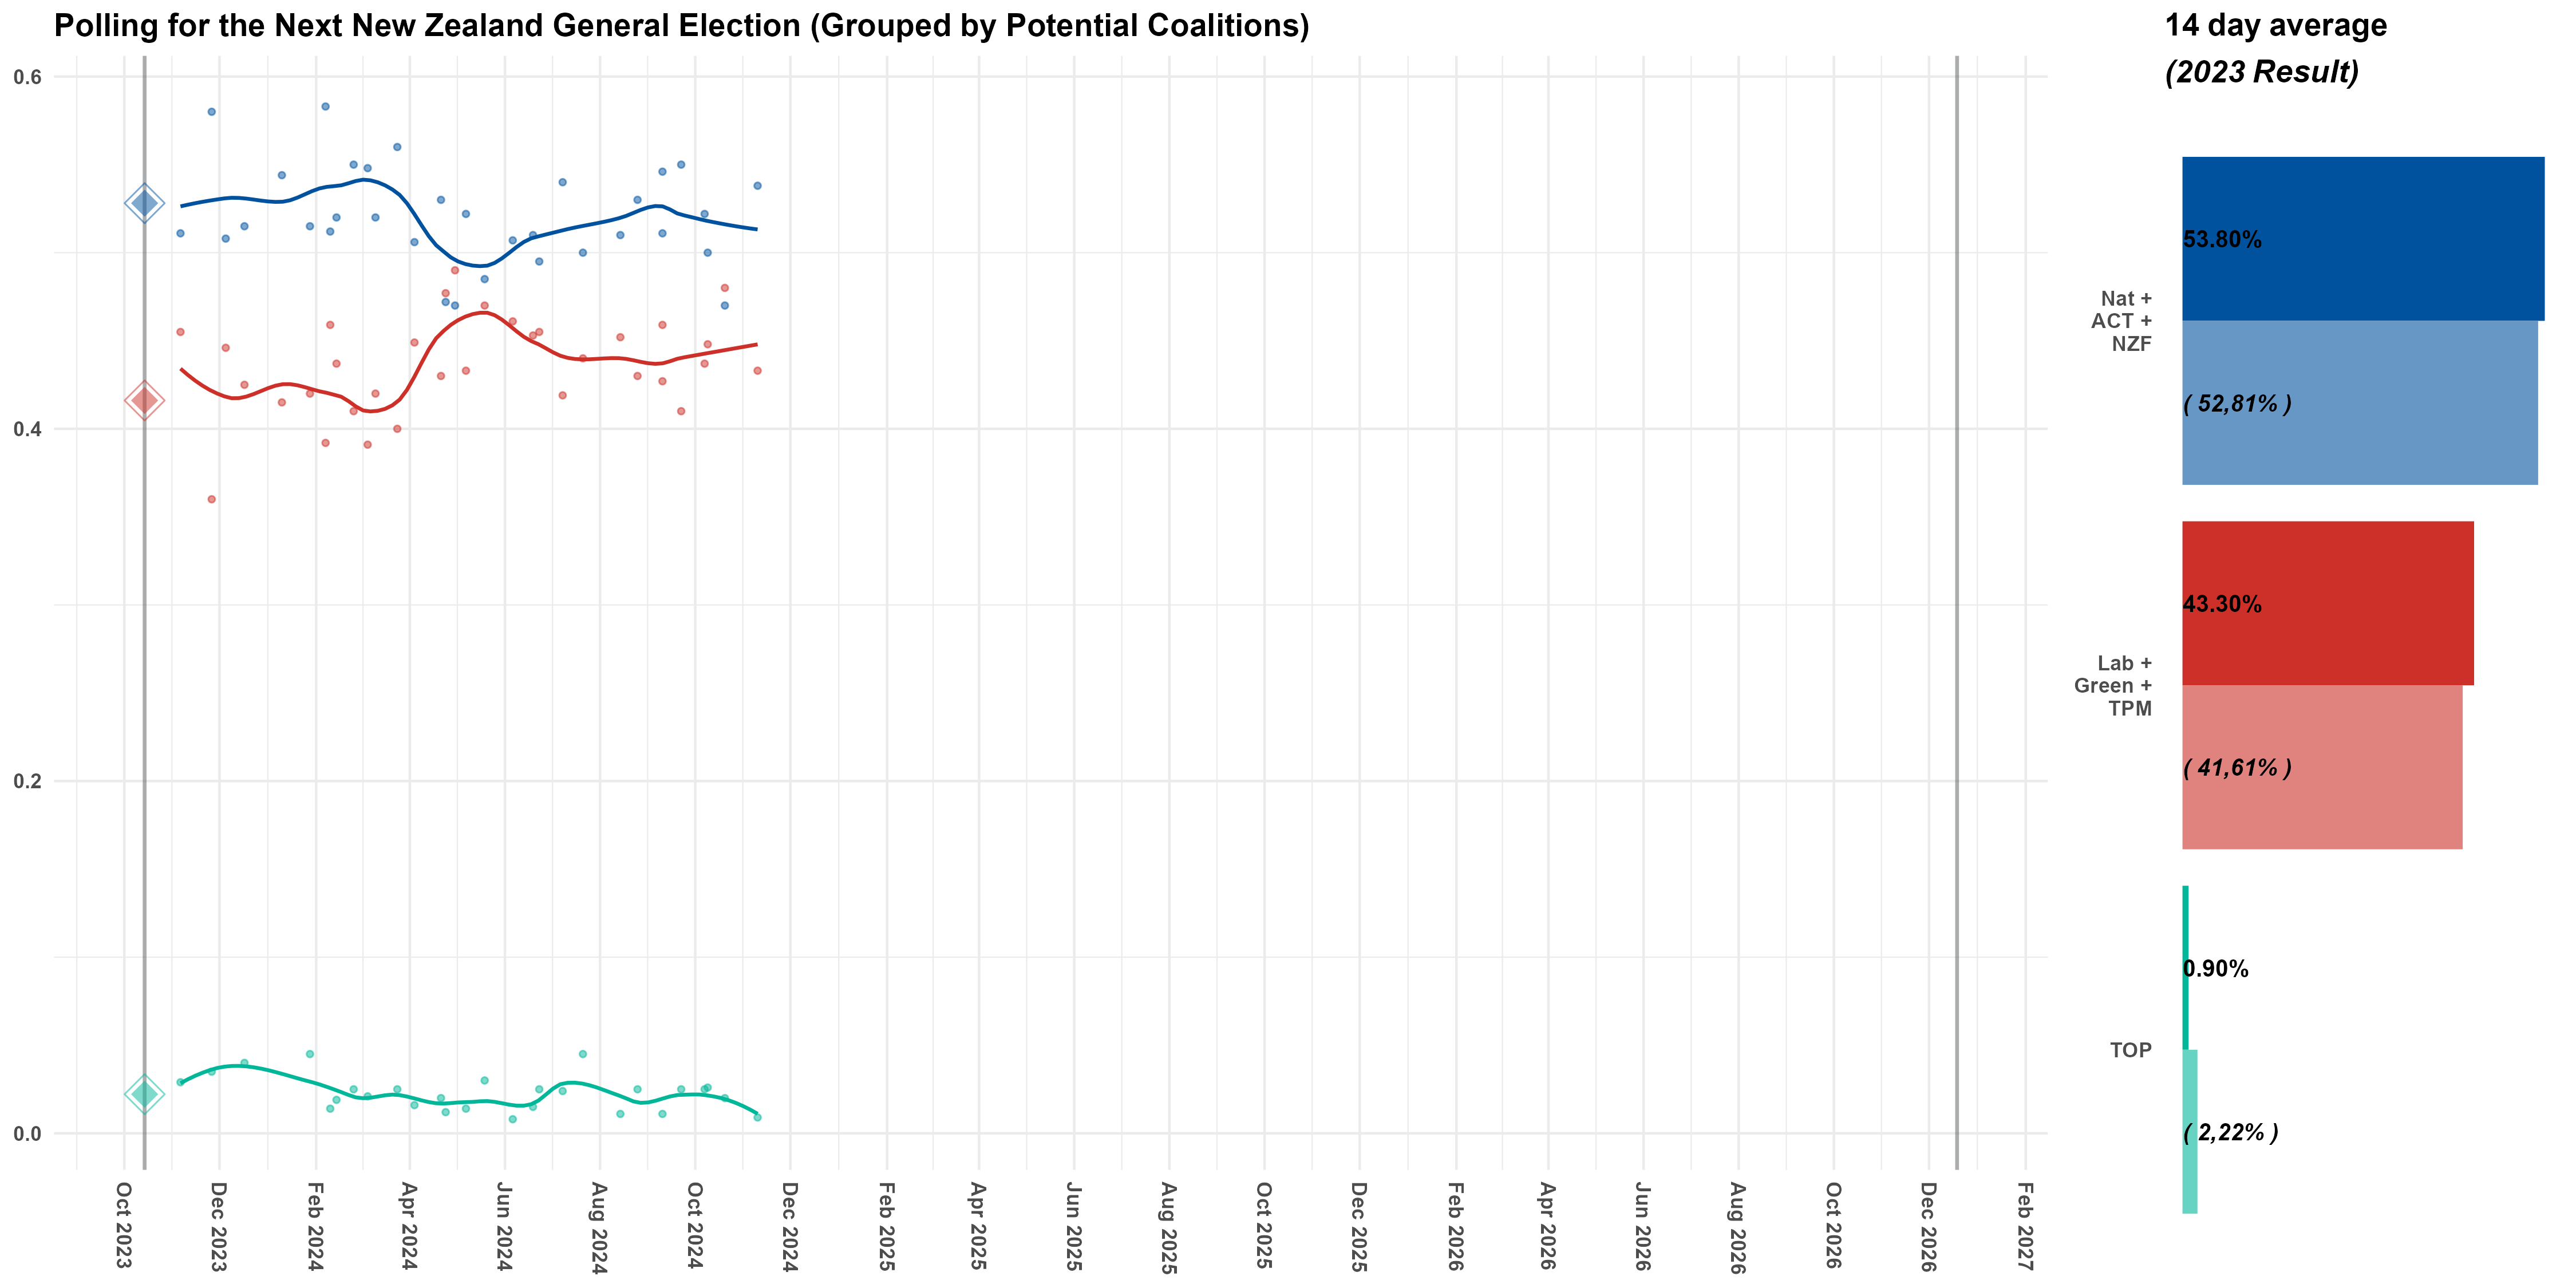 Polling for the Next New Zealand General Election (Grouped by Potential Coalitions)
0.6
0.4
0.2
0.0
Oct 2023
Dec 2023
Feb 2024
Apr 2024
Jun 2024
Aug 2024
Oct 2024
Dec 2024
Feb 2025
Apr 2025
Jun 2025
Aug 2025
Oct 2025
Dec 2025
Feb 2026
Apr 2026
Jun 2026
Aug 2026
Oct 2026
Dec 2026
Feb 2027
14 day average
(2023 Result)
Nat +
ACT +
NZF
53.80%
( 52,81% )
Lab +
Green +
TPM
43.30%
( 41,61% )
TOP
0.90%
( 2,22% )